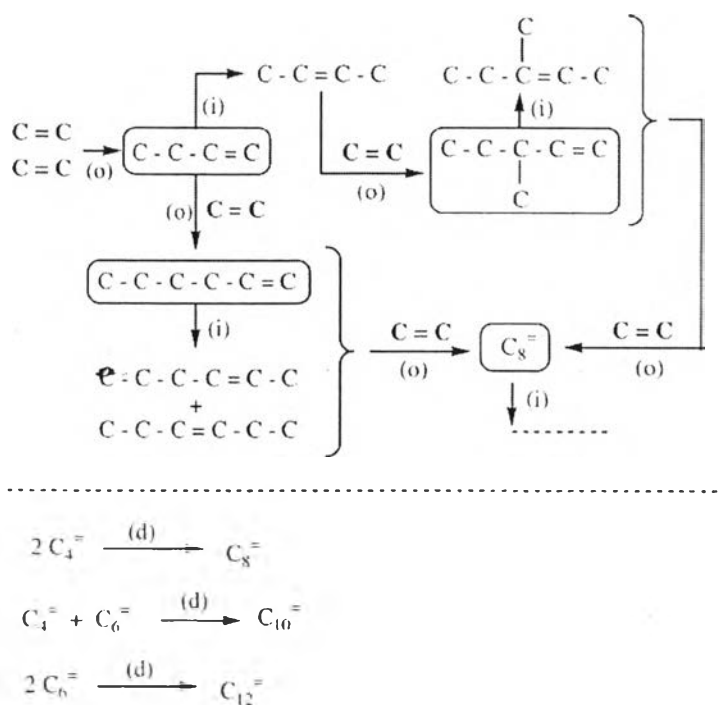 C
C - C = C - C
C - C - C = C - C
(i)
(i)
C = C
C = C
(o)
C - C - C = C
C = C
(o)
C - C - C - C = C
C
(o)
C = C
C - C - C - C - C = C
(i)
C = C
(o)
C8=
C = C
(o)
C - C - C - C = C - C
+
C - C - C = C - C - C
(i)
2 C4= (d) C8=
C4= + C6= (d) C10=
2 C6= (d) C12=